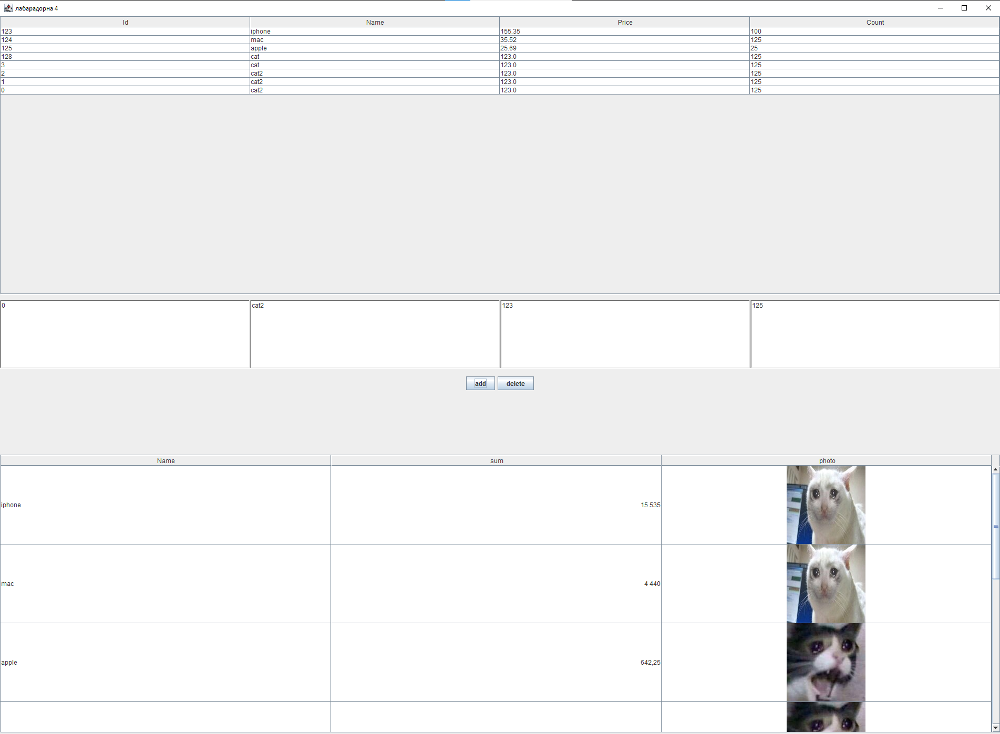 лабарадорна 4
Id Name Price Count
123 iphone 155.35 100
124 mac 35.52 125
125 apple 25.69 25
128 cat 123.0 125
3 cat 123.0 125
2 cat2 123.0 125
1 cat2 123.0 125
0 cat2 123.0 125
0 cat2 123 125
add delete
Name sum photo
iphone 15 535
mac 4 440
apple 642,25